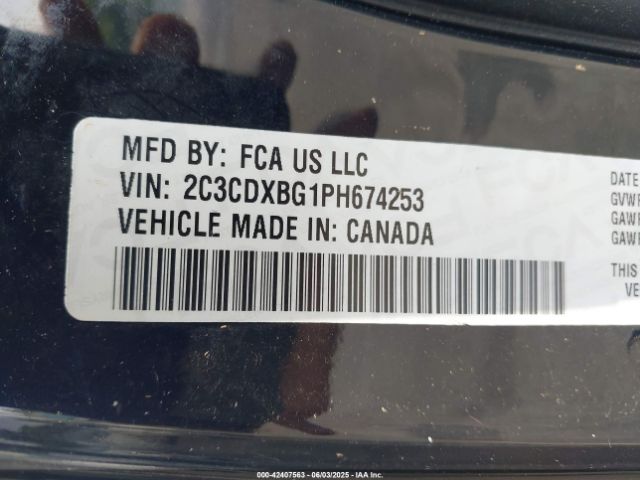 MFD BY: FCA US LLC
VIN: 2C3CDXBG1PH674253
VEHICLE MADE IN: CANADA
DATE
GVWR
GAWR
GAWR
THIS
VE
000-42407563 - 06/03/2025 - IAA Inc.